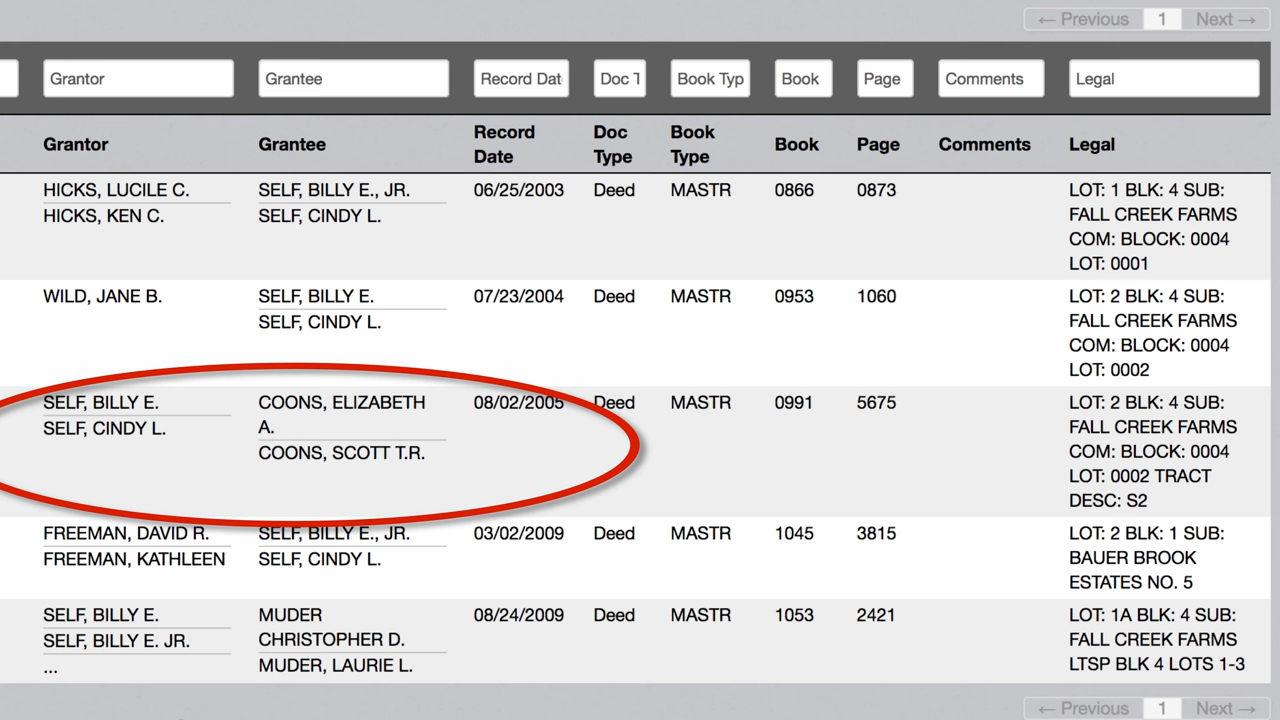 ← Previous 1 Next →
Grantor Grantee Record Dat Doc T Book Typ Book Page Comments Legal
Grantor Grantee Record Date Doc Type Book Type Book Page Comments Legal
HICKS, LUCILE C. SELF, BILLY E., JR. 06/25/2003 Deed MASTR 0866 0873 LOT: 1 BLK: 4 SUB:
HICKS, KEN C. SELF, CINDY L. FALL CREEK FARMS
COM: BLOCK: 0004
LOT: 0001
WILD, JANE B. SELF, BILLY E. 07/23/2004 Deed MASTR 0953 1060 LOT: 2 BLK: 4 SUB:
SELF, CINDY L. FALL CREEK FARMS
COM: BLOCK: 0004
LOT: 0002
SELF, BILLY E. COONS, ELIZABETH 08/02/2005 Deed MASTR 0991 5675 LOT: 2 BLK: 4 SUB:
SELF, CINDY L. A. FALL CREEK FARMS
COONS, SCOTT T.R. COM: BLOCK: 0004
LOT: 0002 TRACT
DESC: S2
FREEMAN, DAVID R. SELF, BILLY E., JR. 03/02/2009 Deed MASTR 1045 3815 LOT: 2 BLK: 1 SUB:
FREEMAN, KATHLEEN SELF, CINDY L. BAUER BROOK
ESTATES NO. 5
SELF, BILLY E. MUDER 08/24/2009 Deed MASTR 1053 2421 LOT: 1A BLK: 4 SUB:
SELF, BILLY E. JR. CHRISTOPHER D. FALL CREEK FARMS
... MUDER, LAURIE L. LTSP BLK 4 LOTS 1-3
← Previous 1 Next →